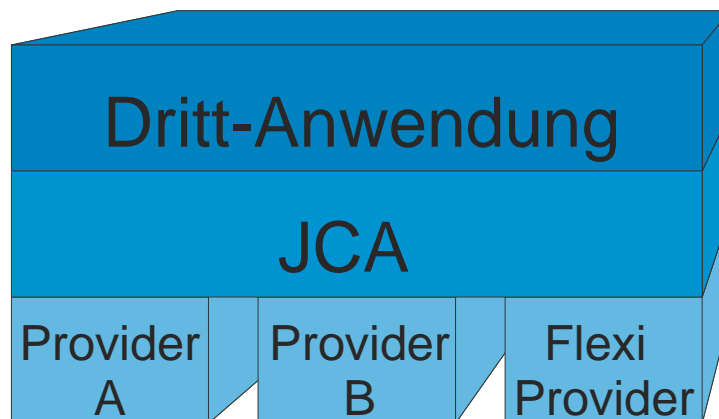 Dritt-Anwendung
JCA
Provider
A
Provider
B
Flexi
Provider